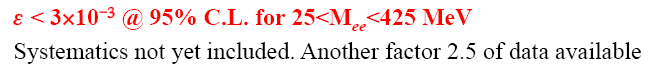 ε < 3×10⁻³ @ 95% C.L. for 25<Mₑₑ<425 MeV
Systematics not yet included. Another factor 2.5 of data available